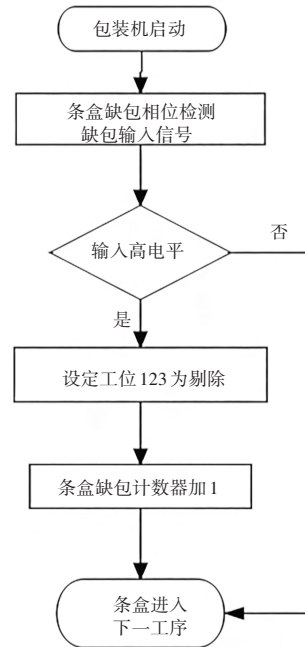 包装机启动
条盒缺包相位检测
缺包输入信号
输入高电平
否
是
设定工位123为剔除
条盒缺包计数器加1
条盒进入
下一工序